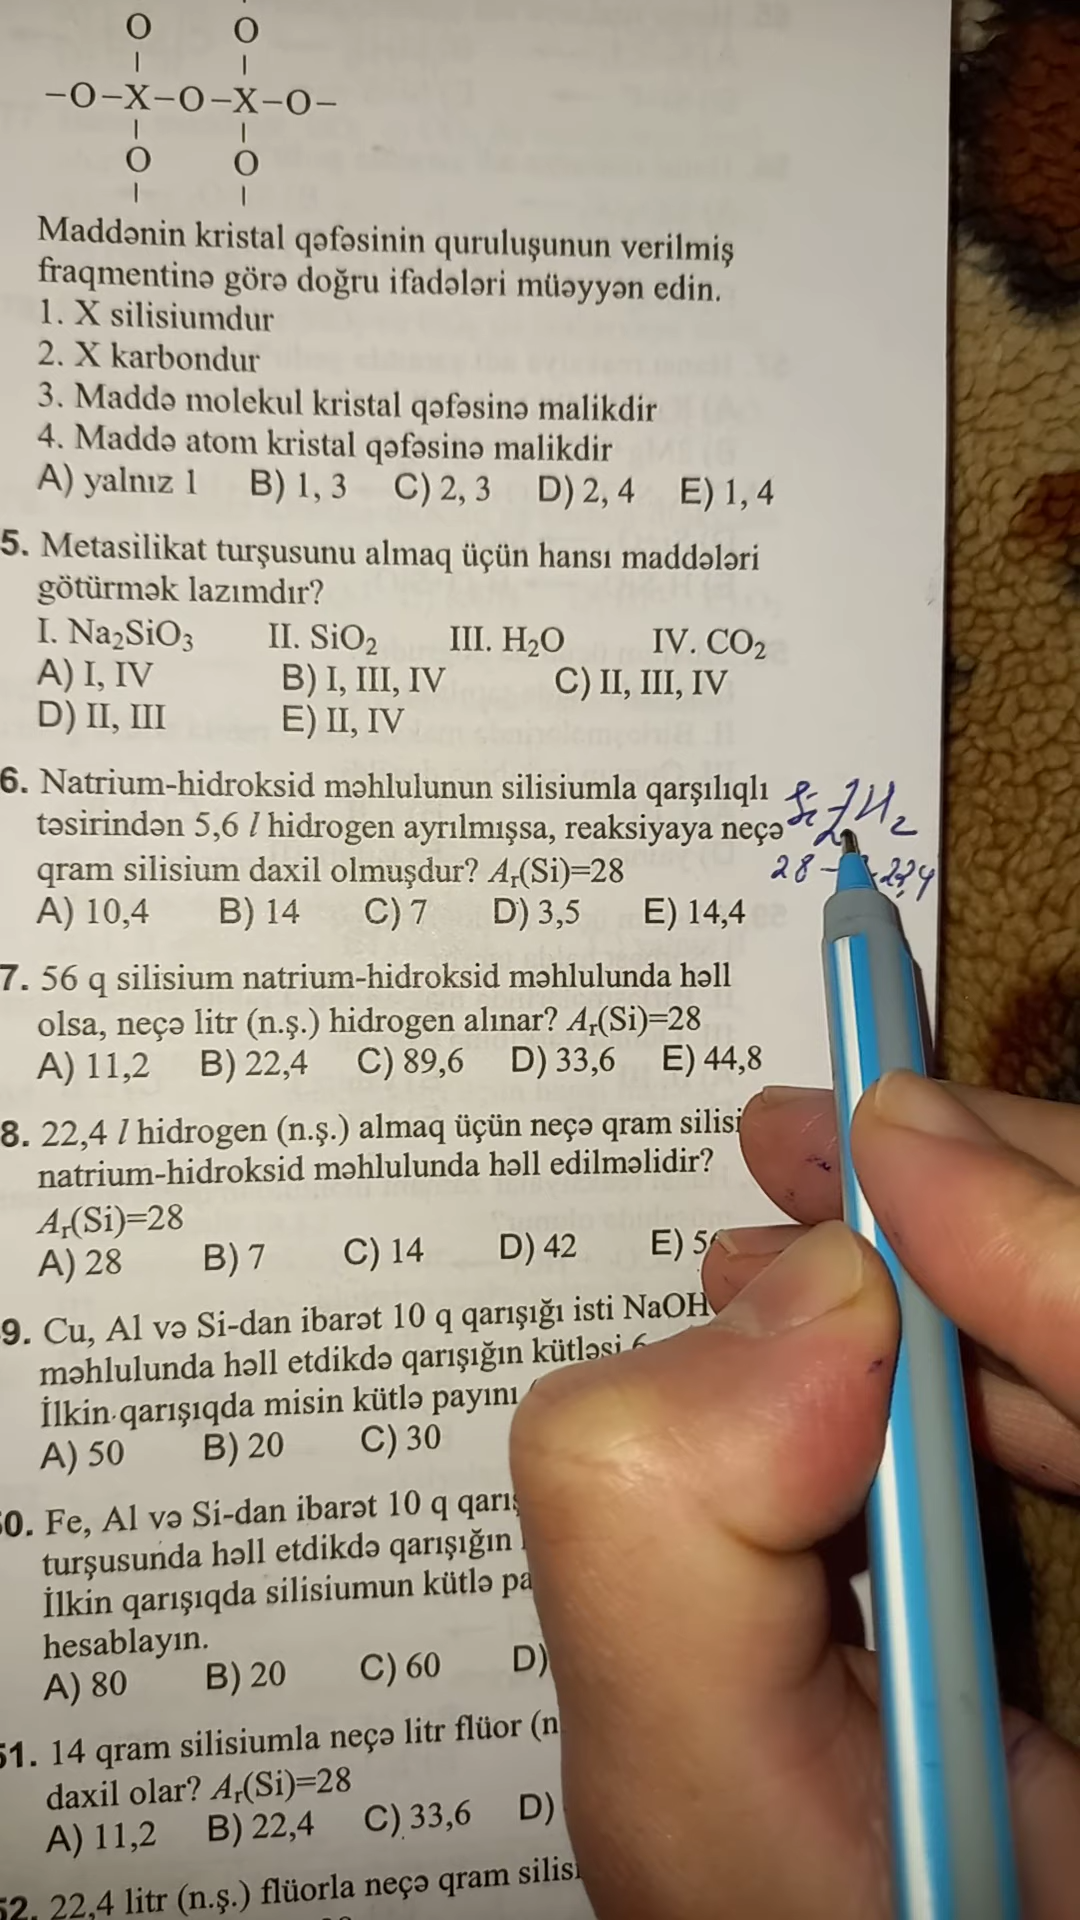 O O
–O–X–O–X–O–
O O
Maddənin kristal qəfəsinin quruluşunun verilmiş
fraqmentinə görə doğru ifadələri müəyyən edin.
1. X silisiumdur
2. X karbondur
3. Maddə molekul kristal qəfəsinə malikdir
4. Maddə atom kristal qəfəsinə malikdir
A) yalnız 1 B) 1, 3 C) 2, 3 D) 2, 4 E) 1, 4
5. Metasilikat turşusunu almaq üçün hansı maddələri
götürmək lazımdır?
I. Na₂SiO₃ II. SiO₂ III. H₂O IV. CO₂
A) I, IV B) I, III, IV C) II, III, IV
D) II, III E) II, IV
6. Natrium-hidroksid məhlulunun silisiumla qarşılıqlı
təsirindən 5,6 l hidrogen ayrılmışsa, reaksiyaya neçə
qram silisium daxil olmuşdur? Aᵣ(Si)=28
A) 10,4 B) 14 C) 7 D) 3,5 E) 14,4
Si H₂
28 – 22,4
7. 56 q silisium natrium-hidroksid məhlulunda həll
olsa, neçə litr (n.ş.) hidrogen alınar? Aᵣ(Si)=28
A) 11,2 B) 22,4 C) 89,6 D) 33,6 E) 44,8
8. 22,4 l hidrogen (n.ş.) almaq üçün neçə qram silisi
natrium-hidroksid məhlulunda həll edilməlidir?
Aᵣ(Si)=28
A) 28 B) 7 C) 14 D) 42 E) 5
9. Cu, Al və Si-dan ibarət 10 q qarışığı isti NaOH
məhlulunda həll etdikdə qarışığın kütləsi
İlkin qarışıqda misin kütlə payını
A) 50 B) 20 C) 30
0. Fe, Al və Si-dan ibarət 10 q qarış
turşusunda həll etdikdə qarışığın
İlkin qarışıqda silisiumun kütlə pa
hesablayın.
A) 80 B) 20 C) 60 D)
51. 14 qram silisiumla neçə litr flüor (n
daxil olar? Aᵣ(Si)=28
A) 11,2 B) 22,4 C) 33,6 D)
52. 22,4 litr (n.ş.) flüorla neçə qram silisi